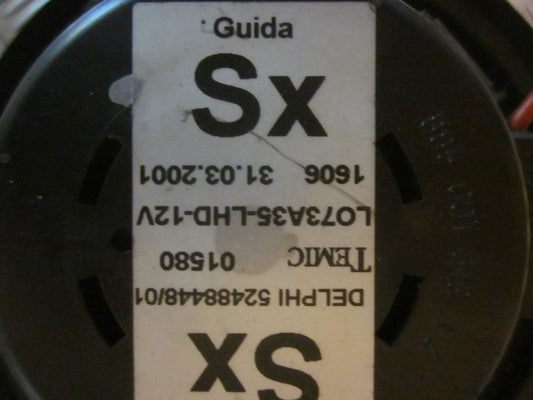 Guida
Sx
Sx
DELPHI 52488448/01
TEMIC 01580
LO73A35-LHD-12V
1606 31.03.2001